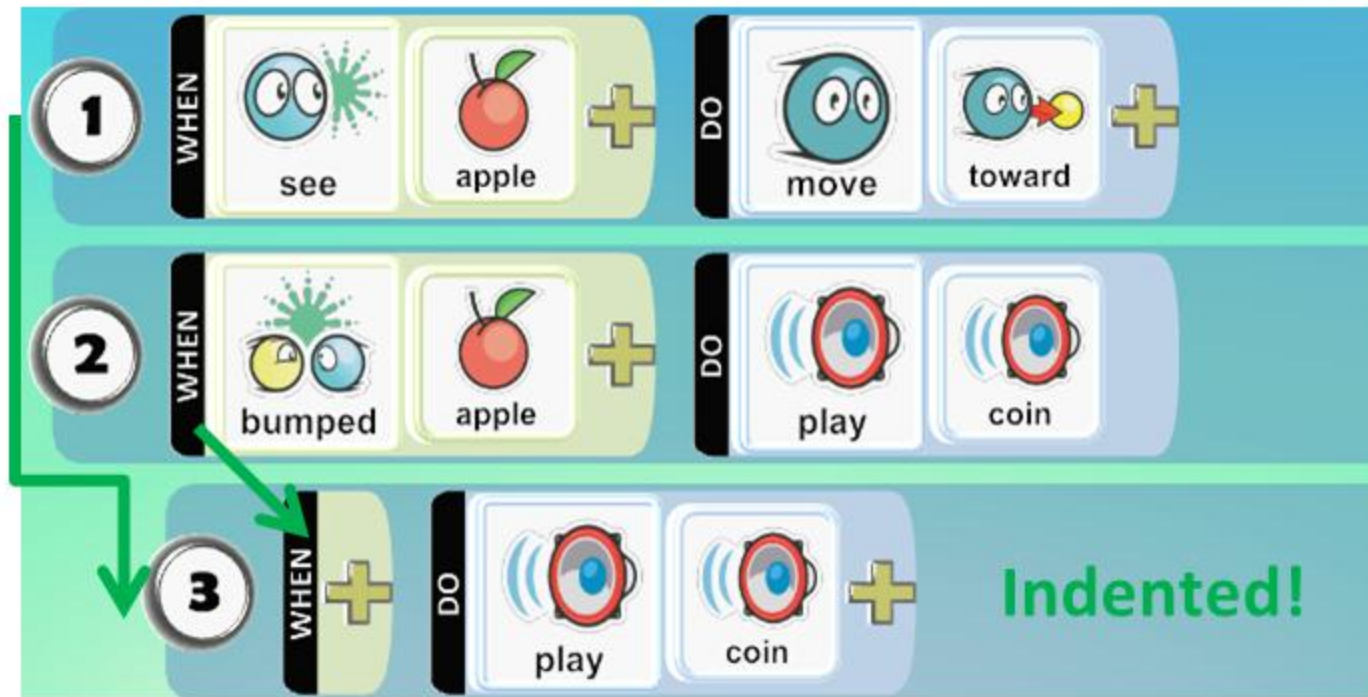 1 WHEN see apple DO move toward
2 WHEN bumped apple DO play coin
3 WHEN DO play coin Indented!